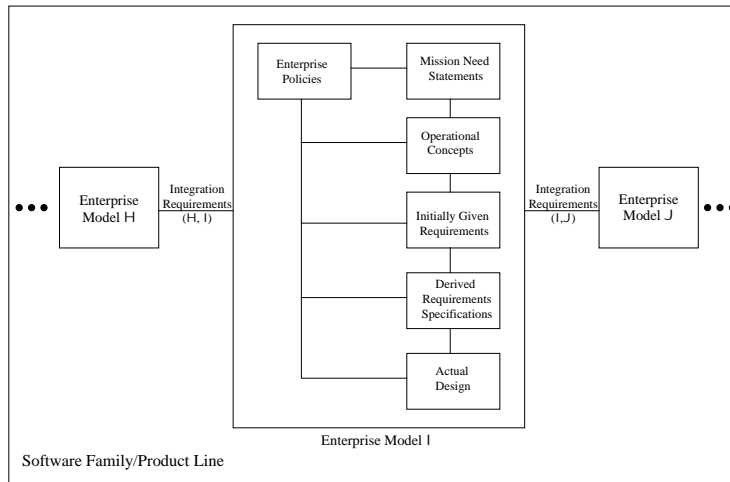 Enterprise
Policies
Mission Need
Statements
Operational
Concepts
Enterprise
Model H
Integration
Requirements
(H, I)
Initially Given
Requirements
Integration
Requirements
(I,J)
Enterprise
Model J
Derived
Requirements
Specifications
Actual
Design
Enterprise Model I
Software Family/Product Line